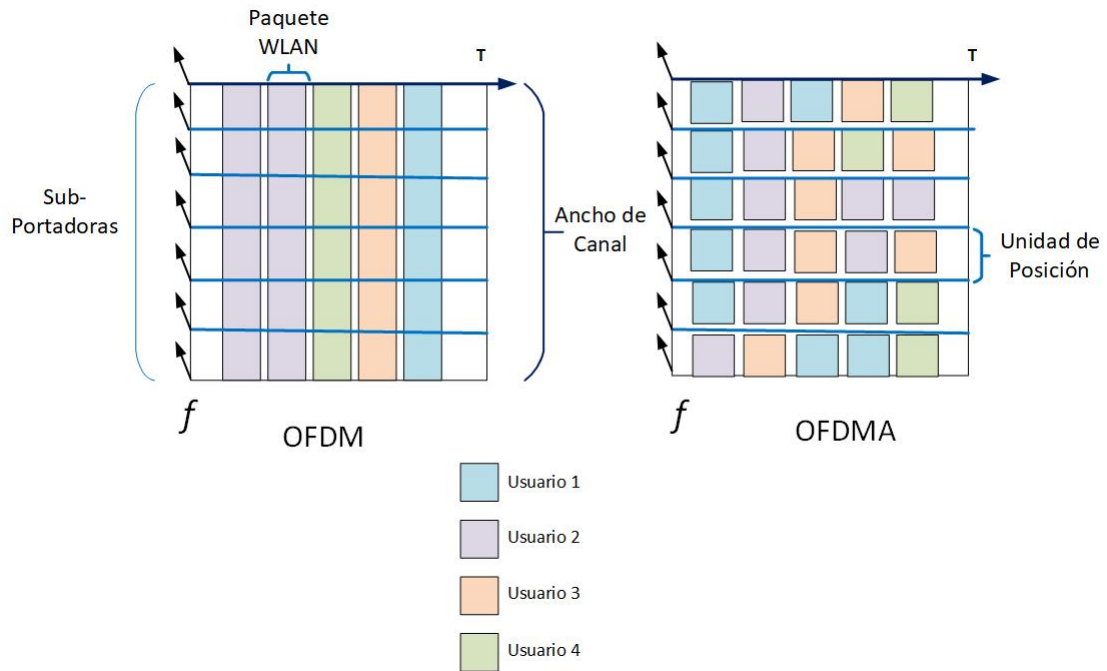 Paquete
WLAN
T
T
Sub-
Portadoras
Ancho de
Canal
Unidad de
Posición
f
OFDM
f
OFDMA
Usuario 1
Usuario 2
Usuario 3
Usuario 4